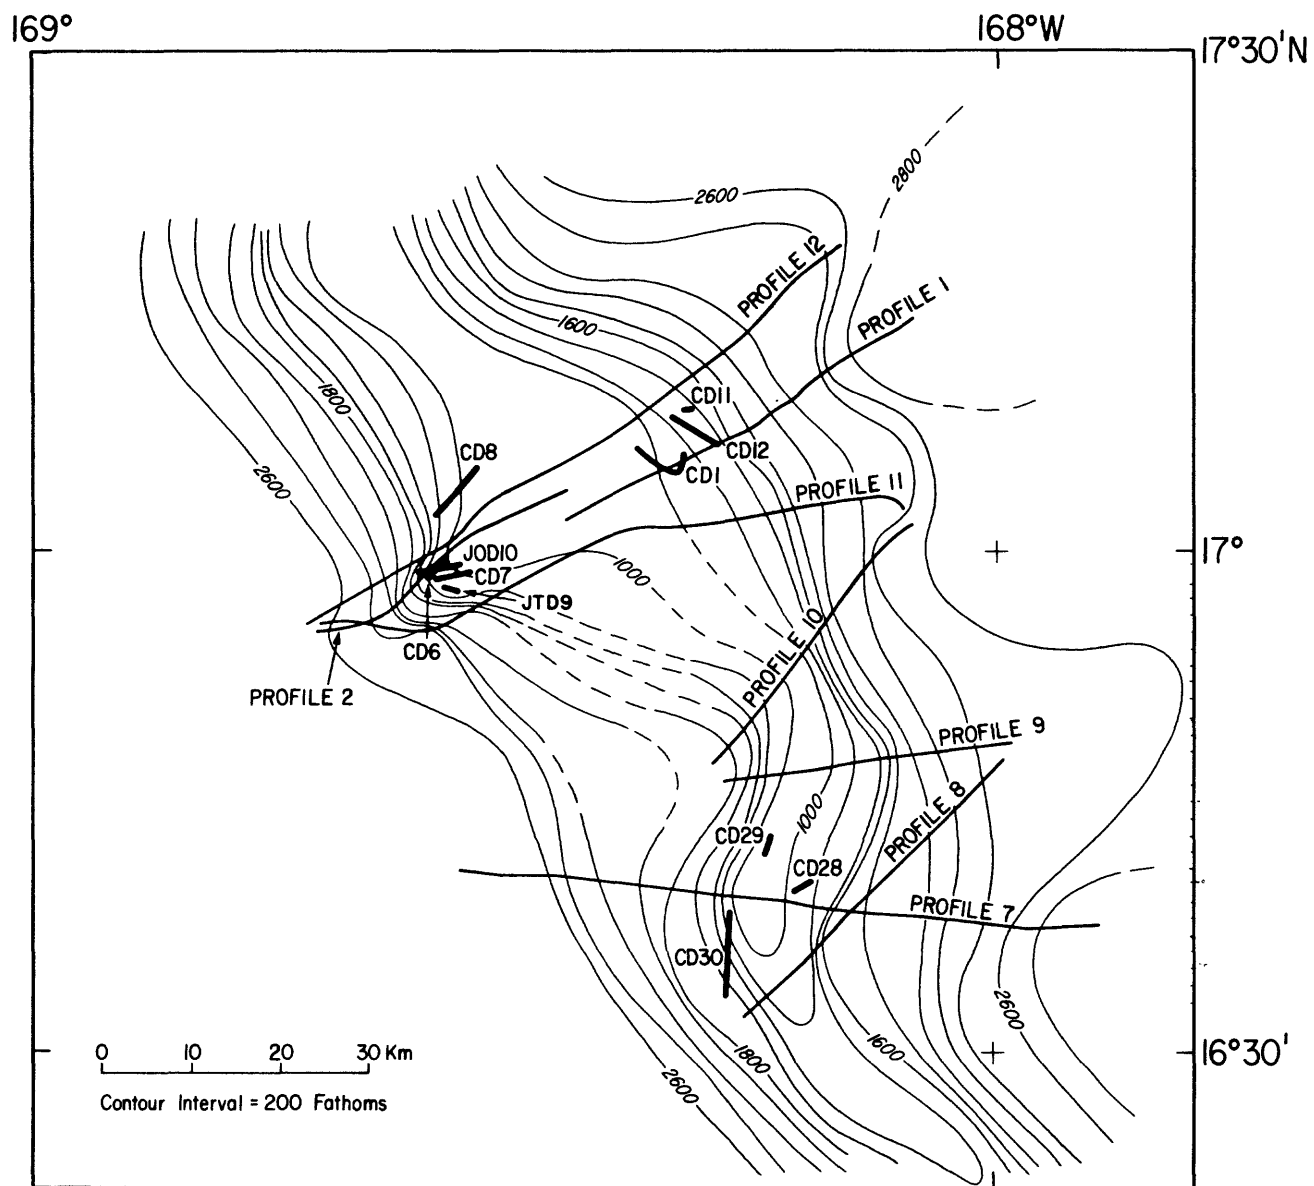 169°
168°W
17°30'N
2800
2600
PROFILE 12
PROFILE 1
1600
1800
CD11
CD12
CD8
CD1
2600
PROFILE 11
JOD10
17°
CD7
1000
JTD9
CD6
PROFILE 10
PROFILE 2
PROFILE 9
PROFILE 8
1000
CD29
CD28
PROFILE 7
CD30
2600
0 10 20 30 Km
1800
1600
16°30'
2600
Contour Interval = 200 Fathoms